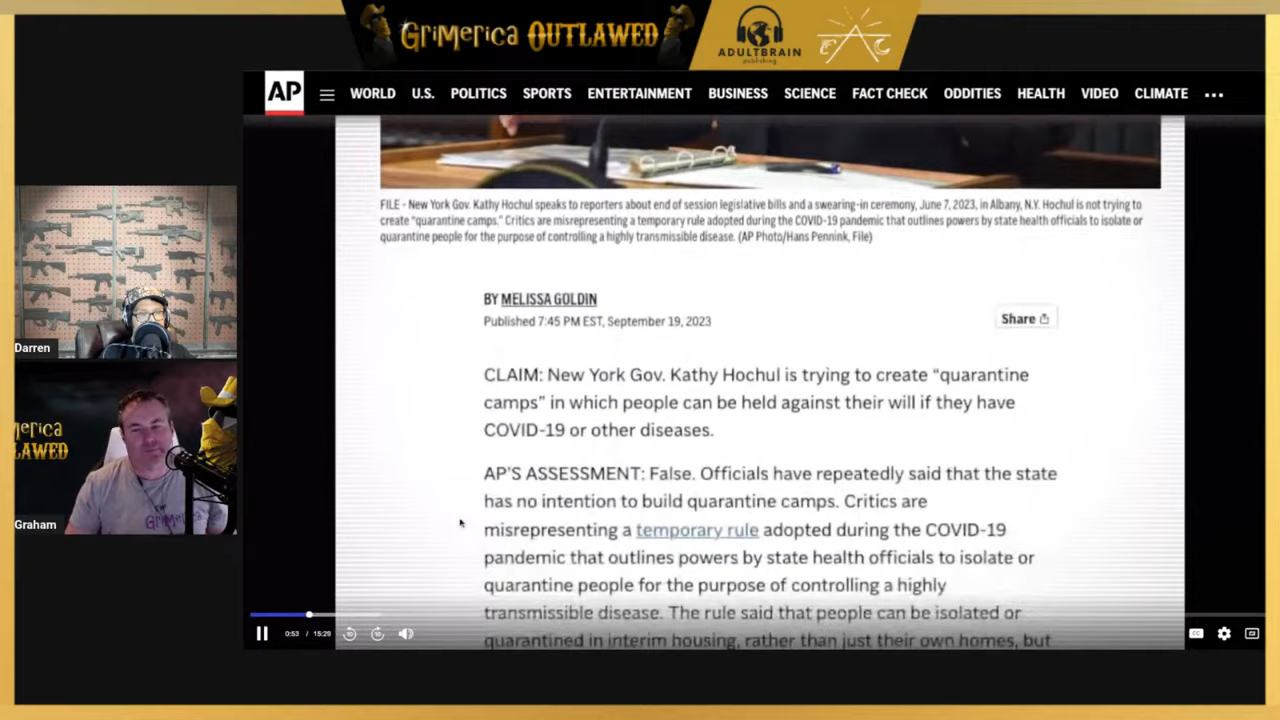 GriMerica OUTLAWED
ADULTBRAIN
publishing
AP
WORLD U.S. POLITICS SPORTS ENTERTAINMENT BUSINESS SCIENCE FACT CHECK ODDITIES HEALTH VIDEO CLIMATE
FILE - New York Gov. Kathy Hochul speaks to reporters about end of session legislative bills and a swearing-in ceremony, June 7, 2023, in Albany, N.Y. Hochul is not trying to
create “quarantine camps.” Critics are misrepresenting a temporary rule adopted during the COVID-19 pandemic that outlines powers by state health officials to isolate or
quarantine people for the purpose of controlling a highly transmissible disease. (AP Photo/Hans Pennink, File)
BY MELISSA GOLDIN
Published 7:45 PM EST, September 19, 2023
Share
CLAIM: New York Gov. Kathy Hochul is trying to create “quarantine
camps” in which people can be held against their will if they have
COVID-19 or other diseases.
AP’S ASSESSMENT: False. Officials have repeatedly said that the state
has no intention to build quarantine camps. Critics are
misrepresenting a temporary rule adopted during the COVID-19
pandemic that outlines powers by state health officials to isolate or
quarantine people for the purpose of controlling a highly
transmissible disease. The rule said that people can be isolated or
quarantined in interim housing, rather than just their own homes, but
Darren
merica
LAWED
Graham
0:53 / 15:29
10
10
CC